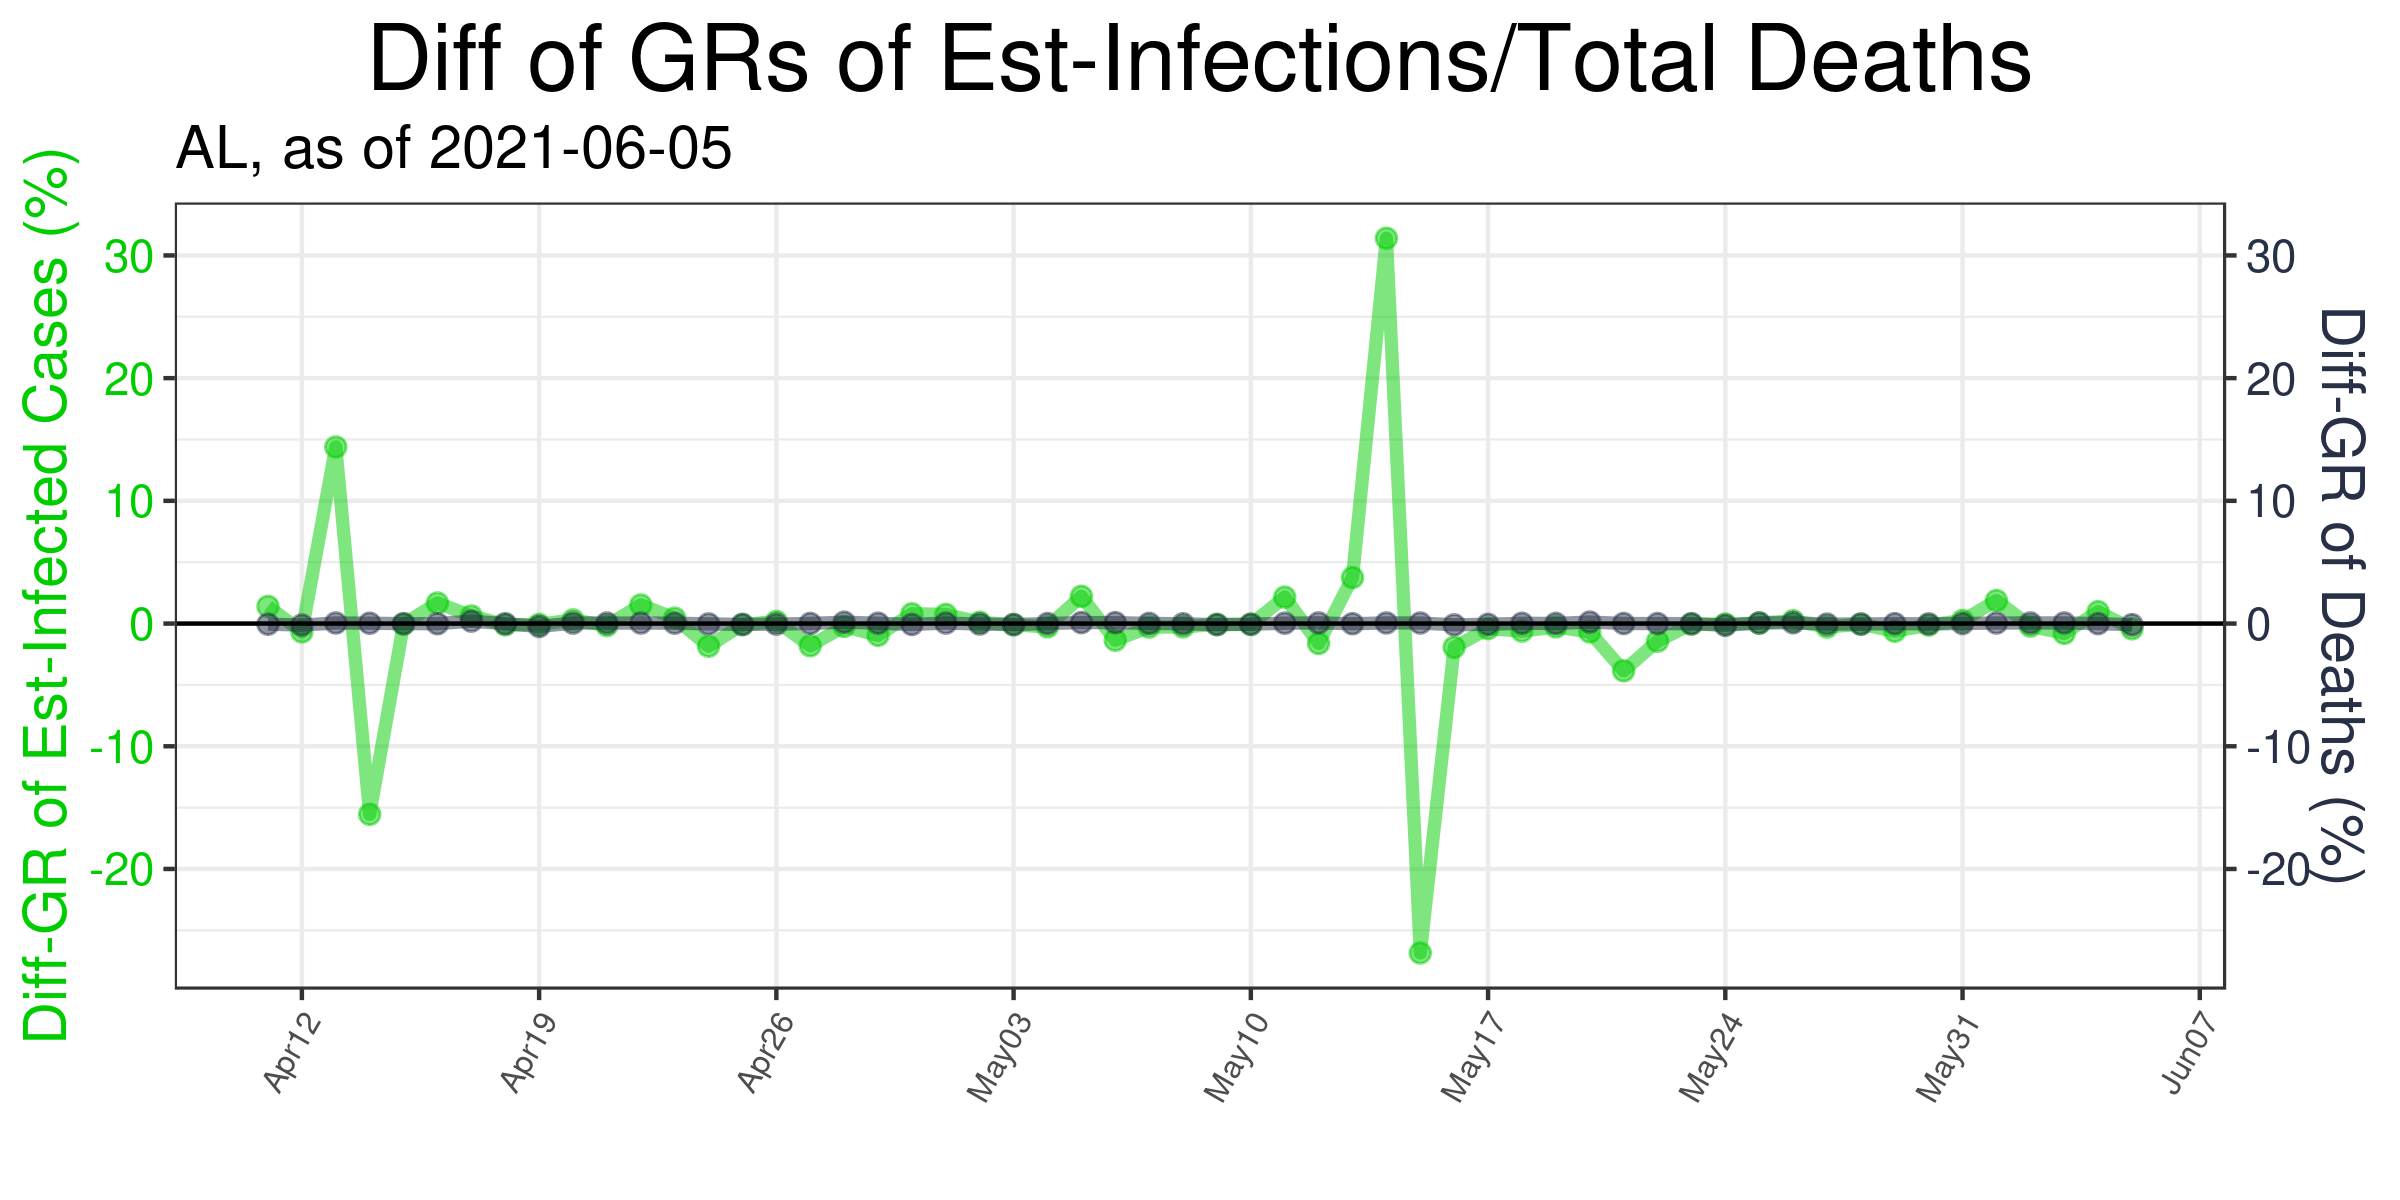 Diff of GRs of Est-Infections/Total Deaths
AL, as of 2021-06-05
Diff-GR of Est-Infected Cases (%)
30
20
10
0
-10
-20
30
20
10
0
-10
-20
Diff-GR of Deaths (%)
Apr12
Apr19
Apr26
May03
May10
May17
May24
May31
Jun07